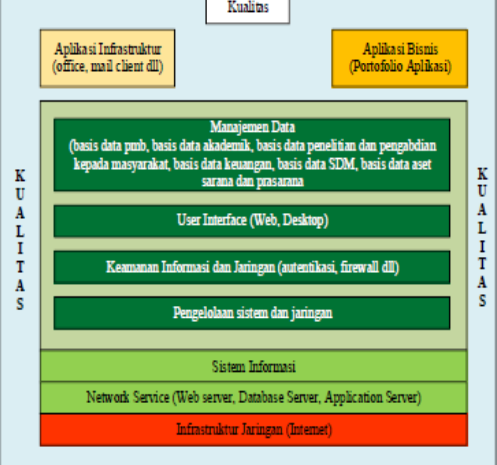 Kualitas
Aplikasi Infrastruktur
(office, mail client dll)
Aplikasi Bisnis
(Portofolio Aplikasi)
KUALITAS
Manajemen Data
(basis data pmb, basis data akademik, basis data penelitian dan pengabdian
kepada masyarakat, basis data keuangan, basis data SDM, basis data aset
sarana dan prasarana
User Interface (Web, Desktop)
Keamanan Informasi dan Jaringan (autentikasi, firewall dll)
Pengelolaan sistem dan jaringan
Sistem Informasi
Network Service (Web server, Database Server, Application Server)
Infrastruktur Jaringan (Internet)
KUALITAS